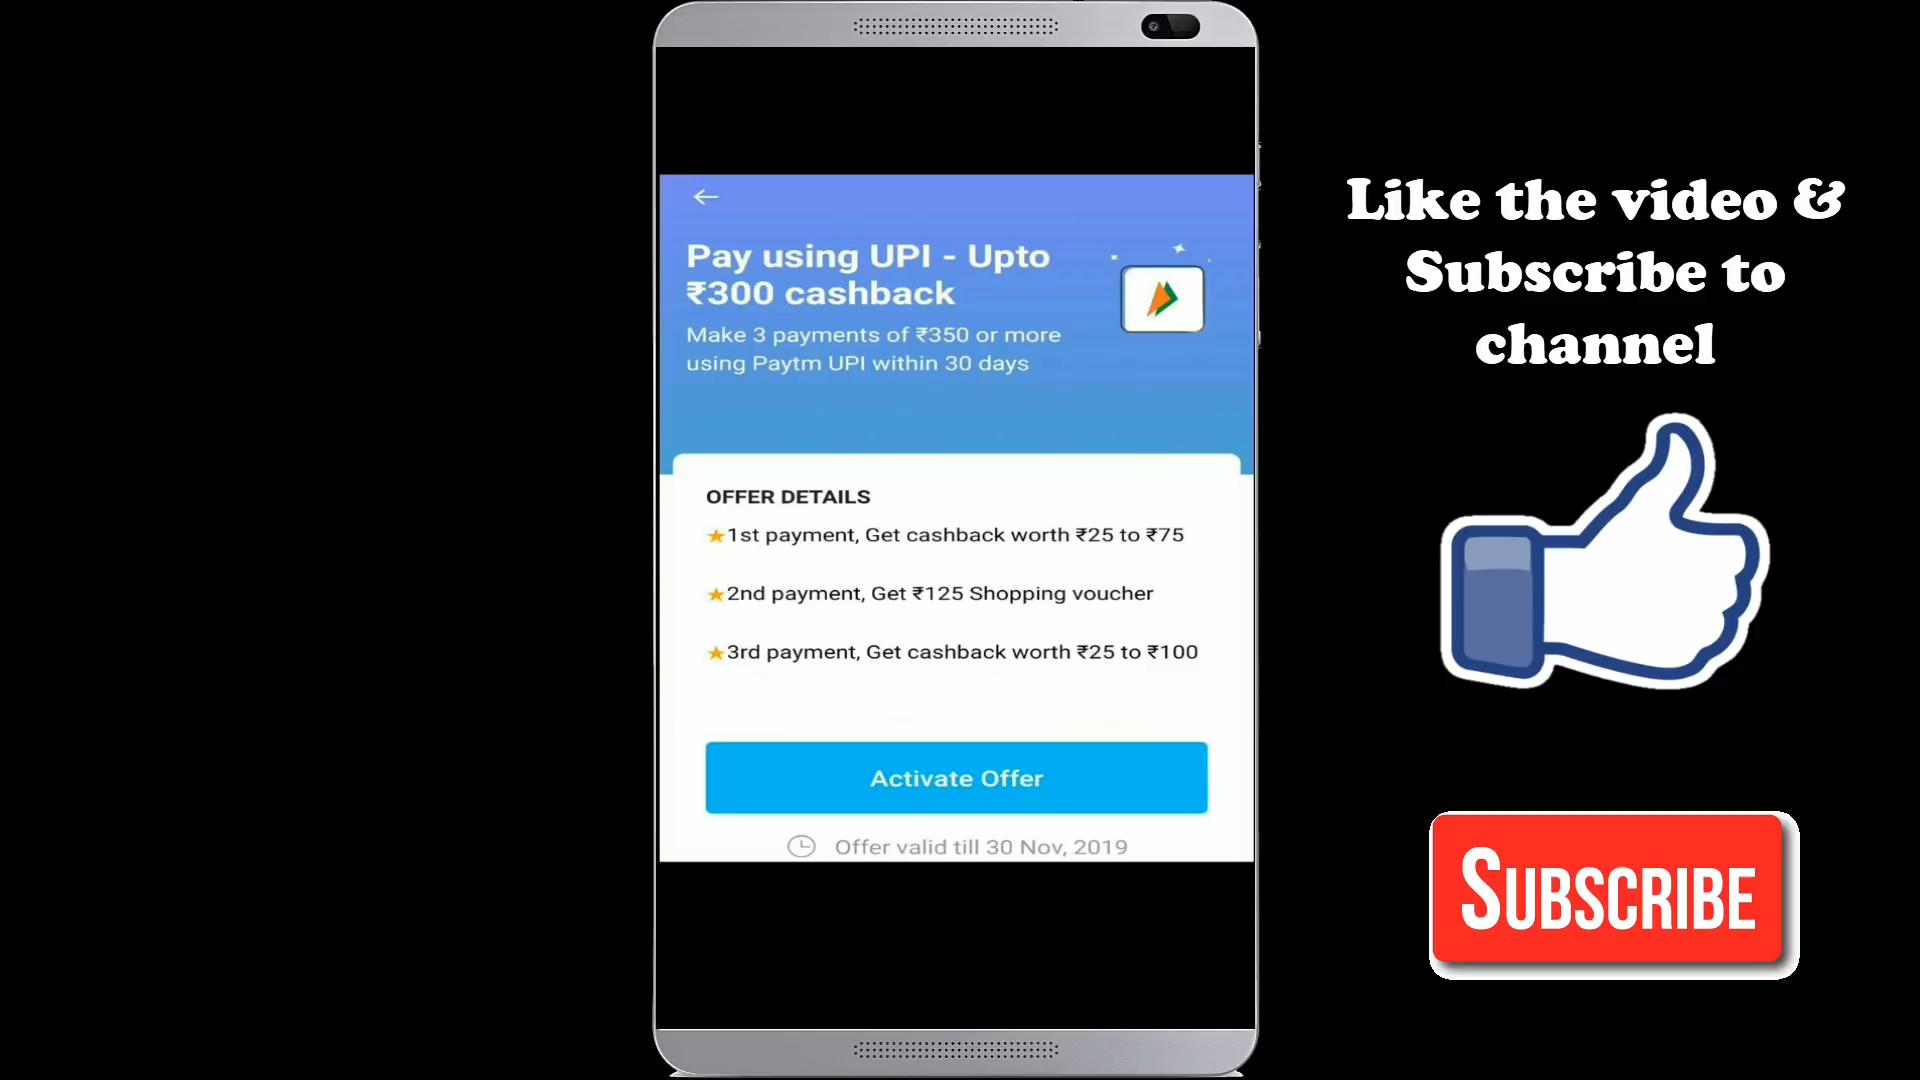 Pay using UPI - Upto
₹300 cashback
Make 3 payments of ₹350 or more
using Paytm UPI within 30 days
OFFER DETAILS
1st payment, Get cashback worth ₹25 to ₹75
2nd payment, Get ₹125 Shopping voucher
3rd payment, Get cashback worth ₹25 to ₹100
Activate Offer
Offer valid till 30 Nov, 2019
Like the video &
Subscribe to
channel
SUBSCRIBE